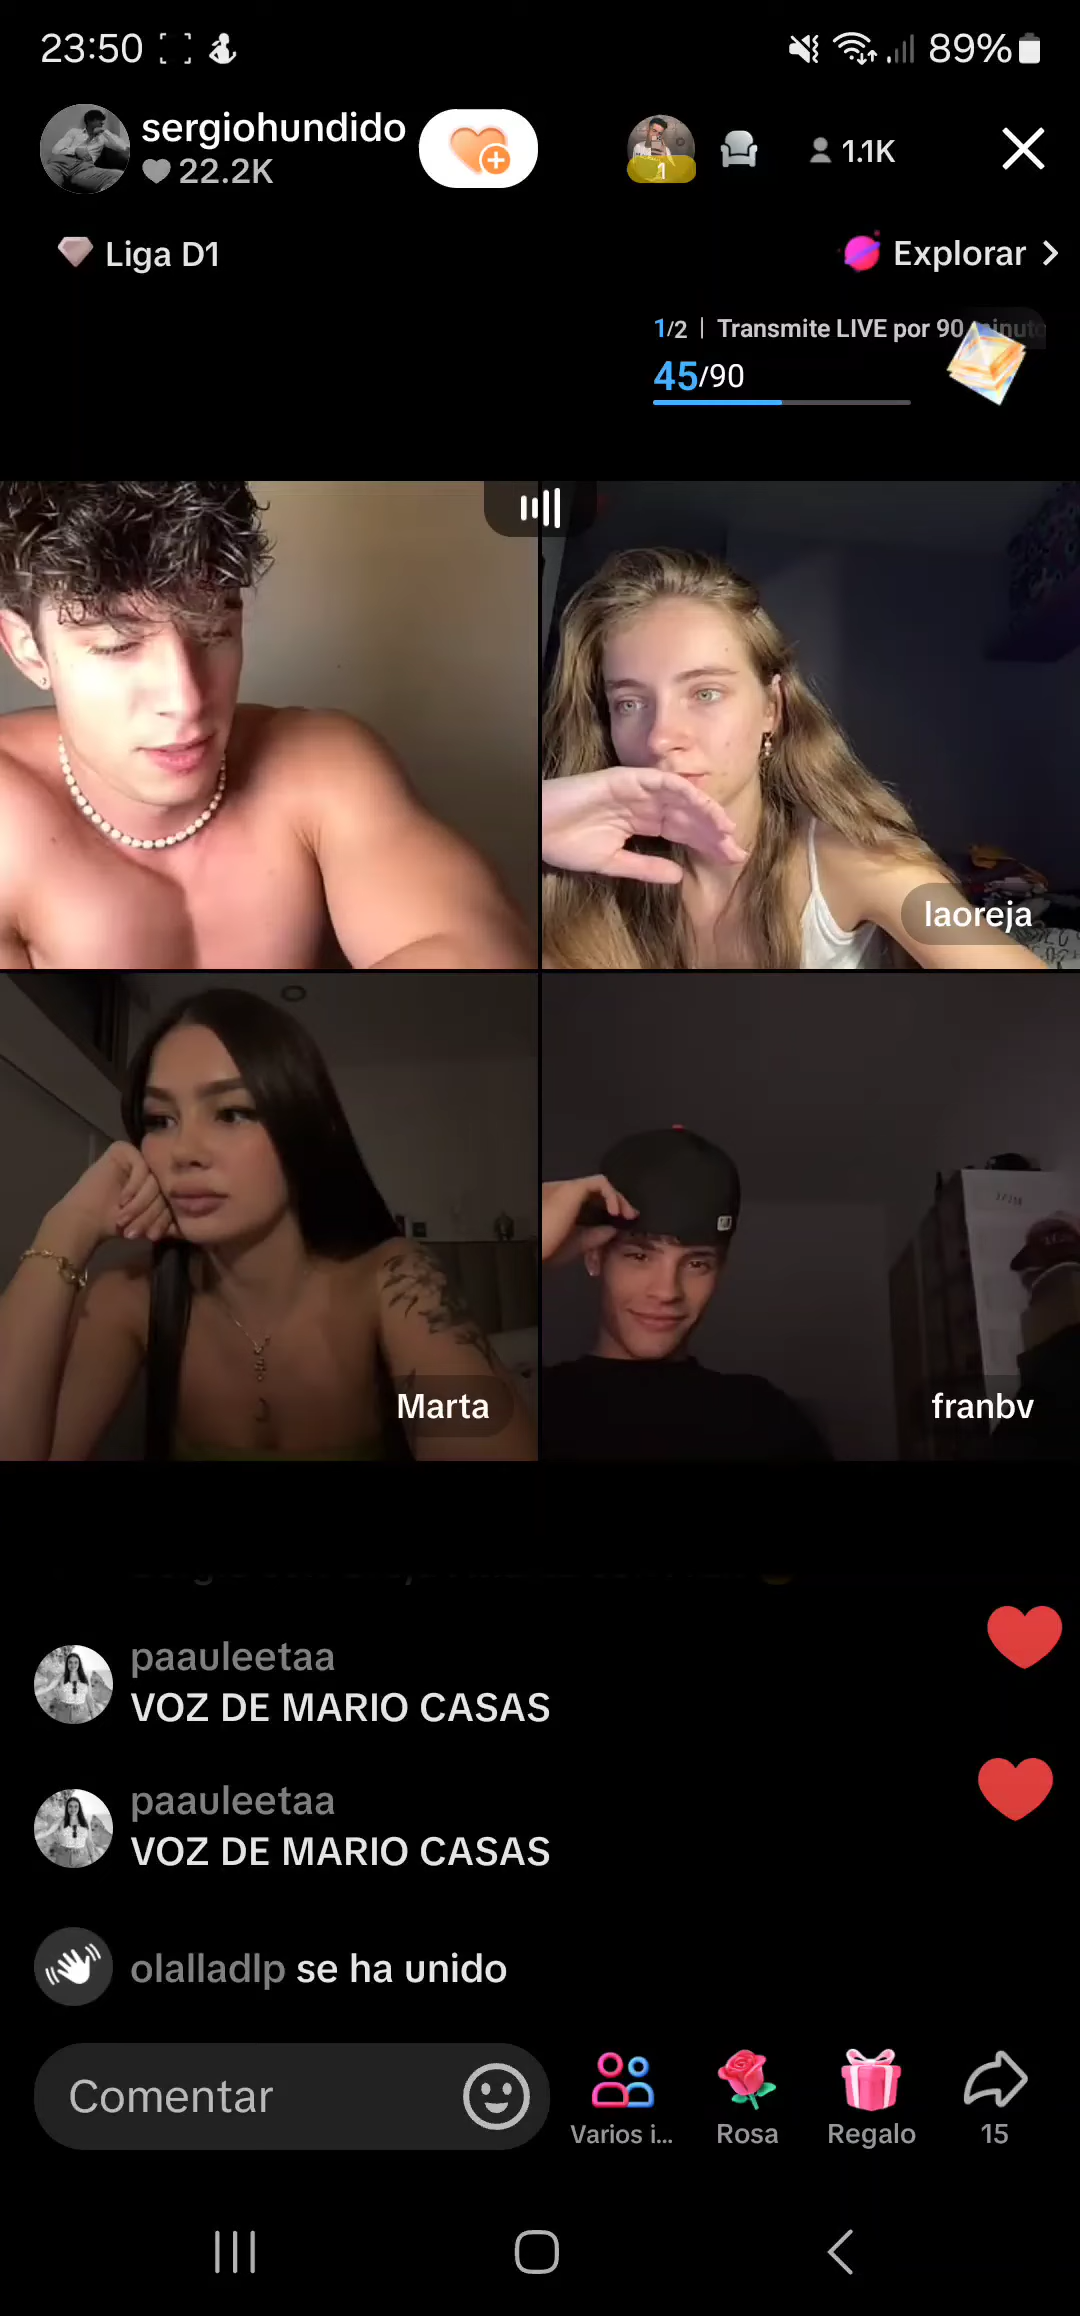 23:50
89%
sergiohundido
22.2K
1
1.1K
Liga D1
Explorar
1/2 | Transmite LIVE por 90 minuto
45/90
laoreja
Marta
franbv
paauleetaa
VOZ DE MARIO CASAS
paauleetaa
VOZ DE MARIO CASAS
olalladlp se ha unido
Comentar
Varios i...
Rosa
Regalo
15